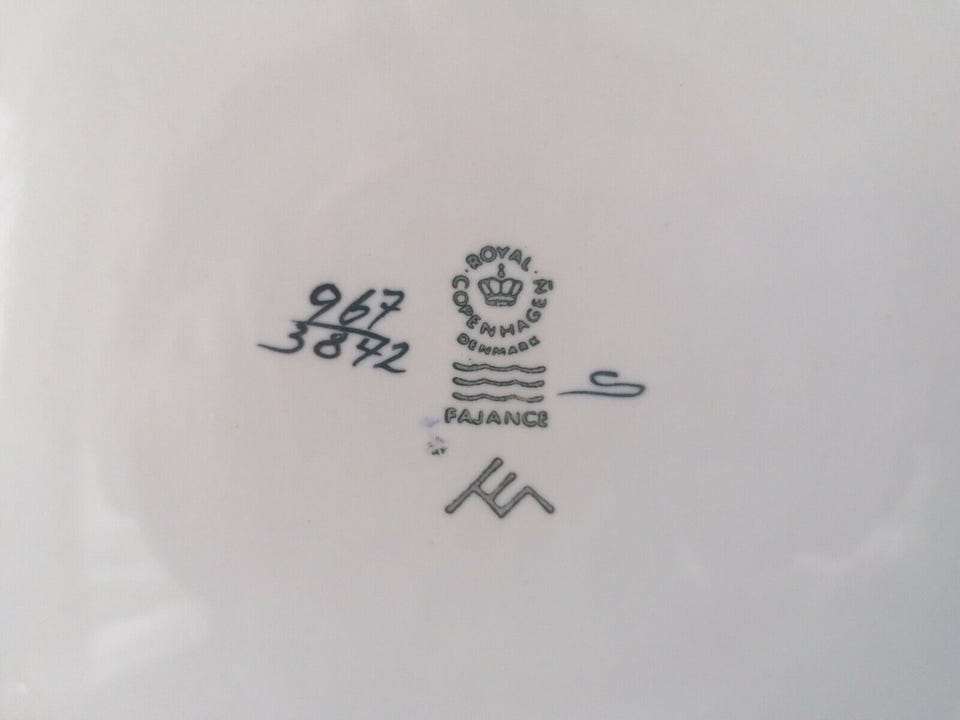 967
3842
ROYAL COPENHAGEN
DENMARK
FAJANCE
S